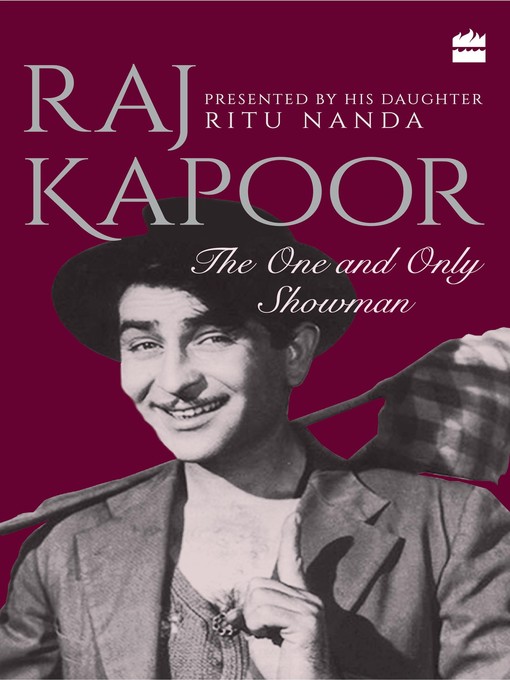 RAJ
PRESENTED BY HIS DAUGHTER
RITU NANDA
KAPOOR
The One and Only
Showman